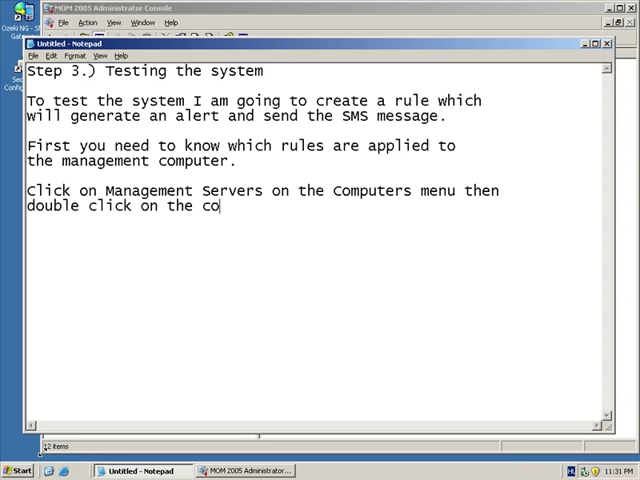 MOM 2005 Administrator Console
File Action View Window Help
Ozeki NG - S
Untitled - Notepad
File Edit Format View Help
Step 3.) Testing the system
To test the system I am going to create a rule which
will generate an alert and send the SMS message.
First you need to know which rules are applied to
the management computer.
Click on Management Servers on the Computers menu then
double click on the co
12 items
Start
Untitled - Notepad
MOM 2005 Administrator...
HU
11:31 PM